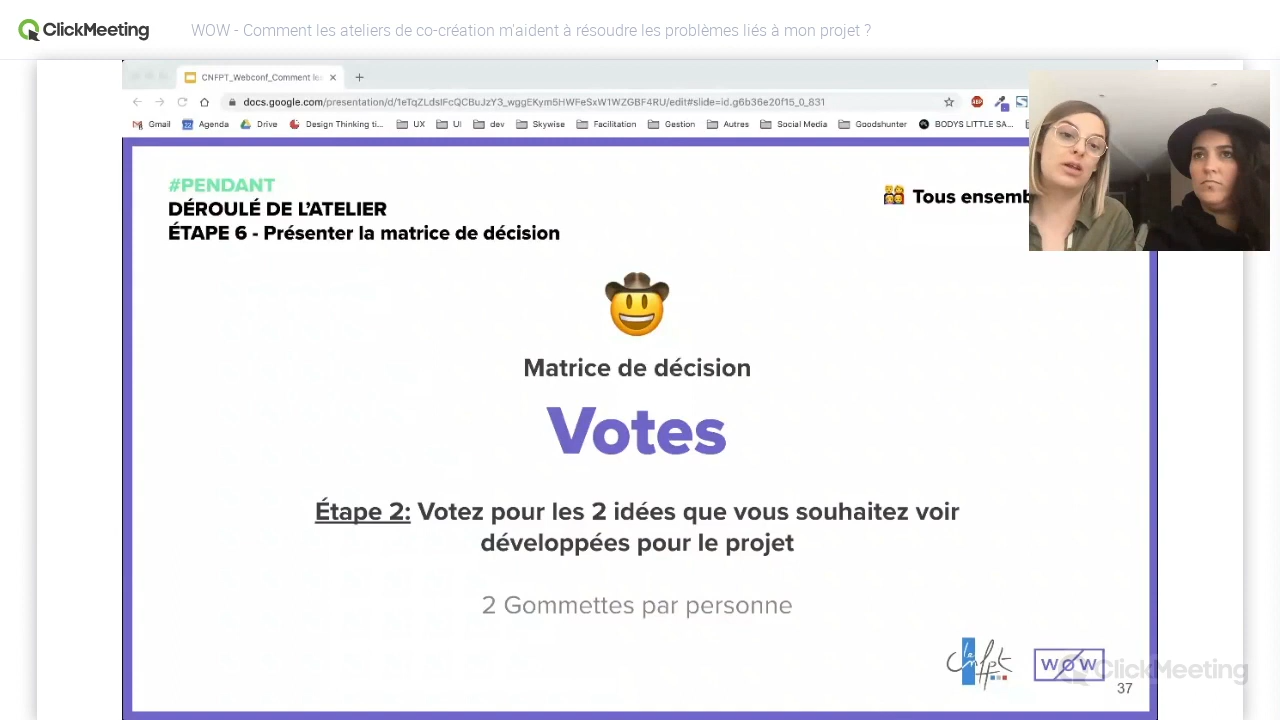 ClickMeeting
WOW - Comment les ateliers de co-création m'aident à résoudre les problèmes liés à mon projet ?
CNFPT_Webconf_Comment les
docs.google.com/presentation/d/1eTqZLdsIFcQCBuJzY3_wggEKym5HWFeSxW1WZGBF4RU/edit#slide=id.g6b36e20f15_0_831
Gmail Agenda Drive Design Thinking ti... UX UI dev Skywise Facilitation Gestion Autres Social Media Goodshunter BODYS LITTLE SA...
#PENDANT
DÉROULÉ DE L'ATELIER
ÉTAPE 6 - Présenter la matrice de décision
Tous ensemb
Matrice de décision
Votes
Étape 2: Votez pour les 2 idées que vous souhaitez voir
développées pour le projet
2 Gommettes par personne
le cnfpt
WOW
ClickMeeting
37